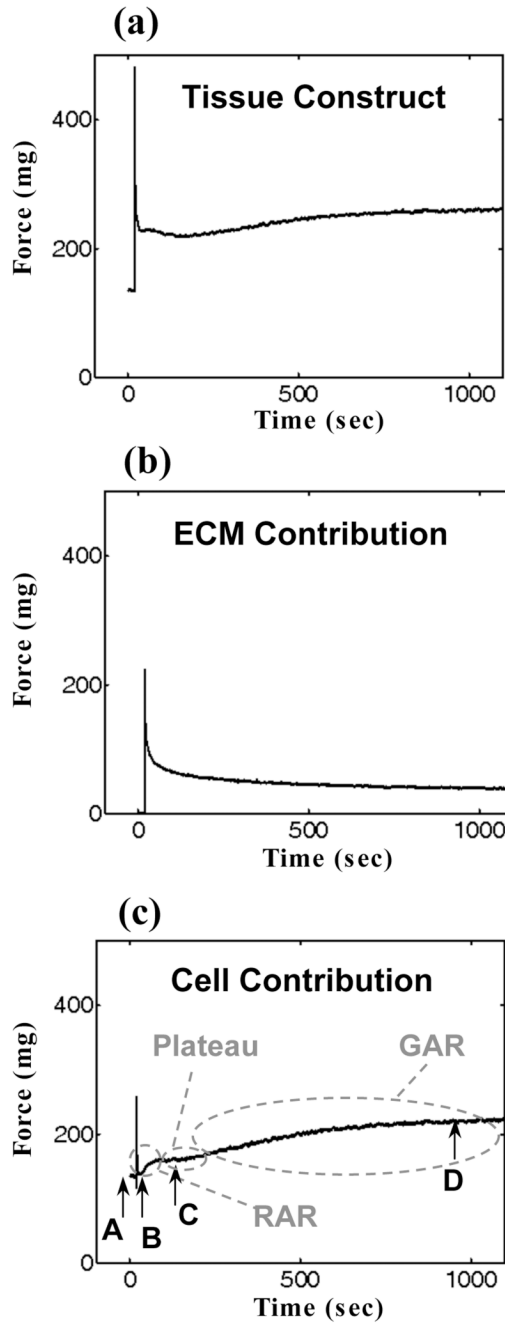 (a)
Tissue Construct
Force (mg)
400
200
0
0 500 1000
Time (sec)
(b)
ECM Contribution
Force (mg)
400
200
0
0 500 1000
Time (sec)
(c)
Cell Contribution
Force (mg)
400
200
0
Plateau GAR
A B C RAR D
0 500 1000
Time (sec)